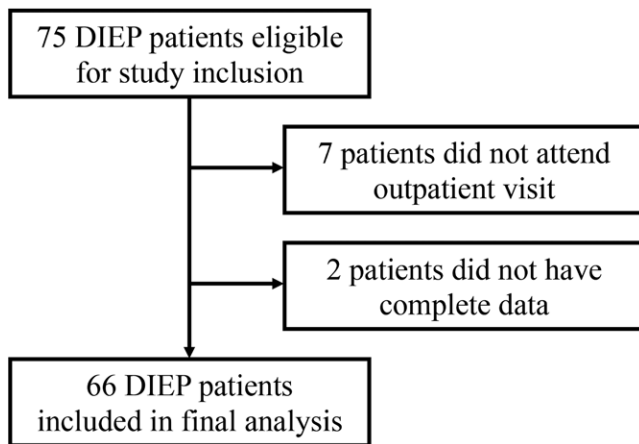 75 DIEP patients eligible
for study inclusion
7 patients did not attend
outpatient visit
2 patients did not have
complete data
66 DIEP patients
included in final analysis